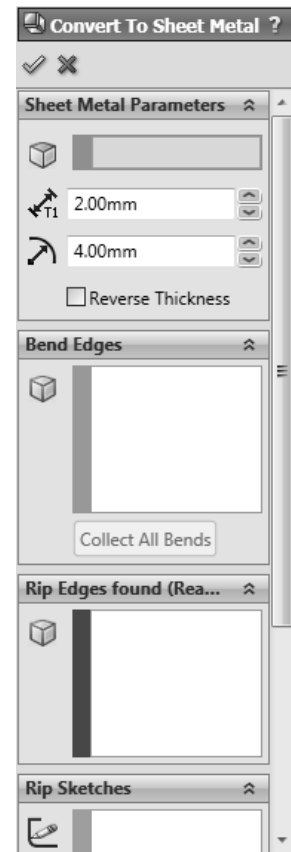 Convert To Sheet Metal ?
Sheet Metal Parameters
T1 2.00mm
4.00mm
Reverse Thickness
Bend Edges
Collect All Bends
Rip Edges found (Rea...
Rip Sketches